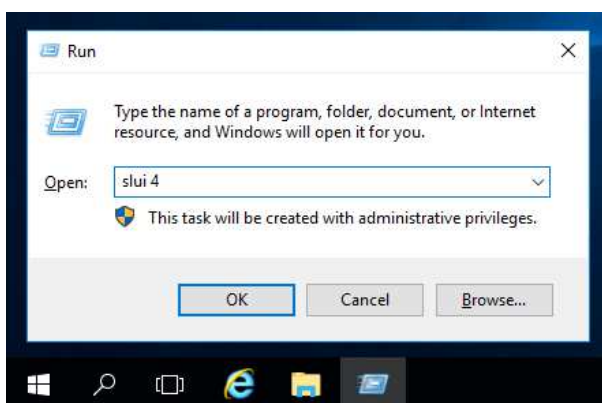 Run
Type the name of a program, folder, document, or Internet
resource, and Windows will open it for you.
Open: slui 4
This task will be created with administrative privileges.
OK Cancel Browse...